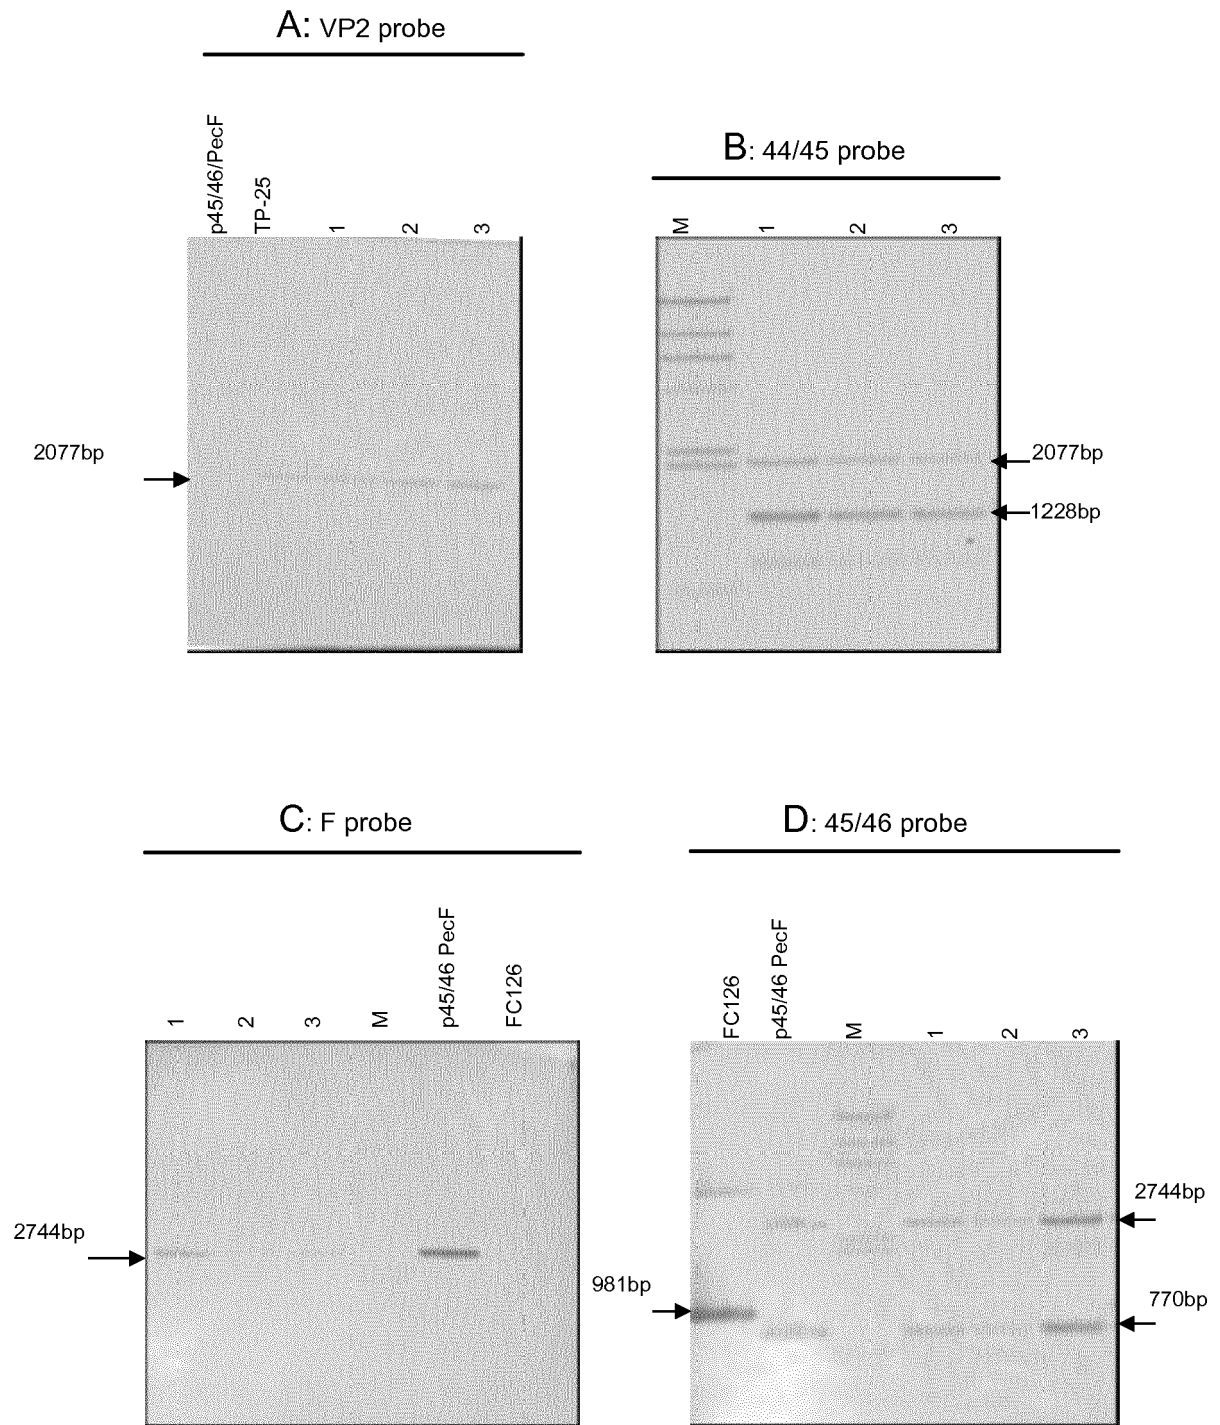 A: VP2 probe
p45/46/PecF
TP-25
1
2
3
2077bp
B: 44/45 probe
M
1
2
3
2077bp
1228bp
C: F probe
1
2
3
M
p45/46 PecF
FC126
2744bp
D: 45/46 probe
FC126
p45/46 PecF
M
1
2
3
981bp
2744bp
770bp